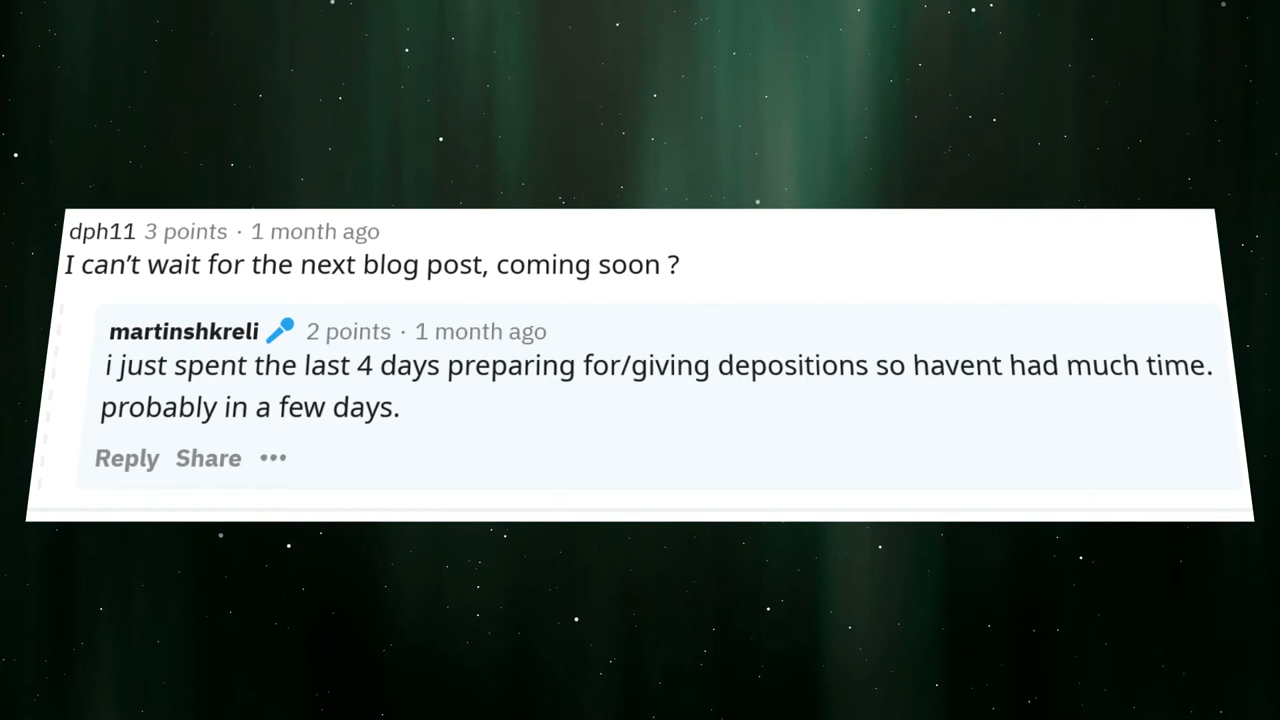 dph11 3 points · 1 month ago
I can't wait for the next blog post, coming soon ?
martinshkreli 🎤 2 points · 1 month ago
i just spent the last 4 days preparing for/giving depositions so havent had much time.
probably in a few days.
Reply Share •••